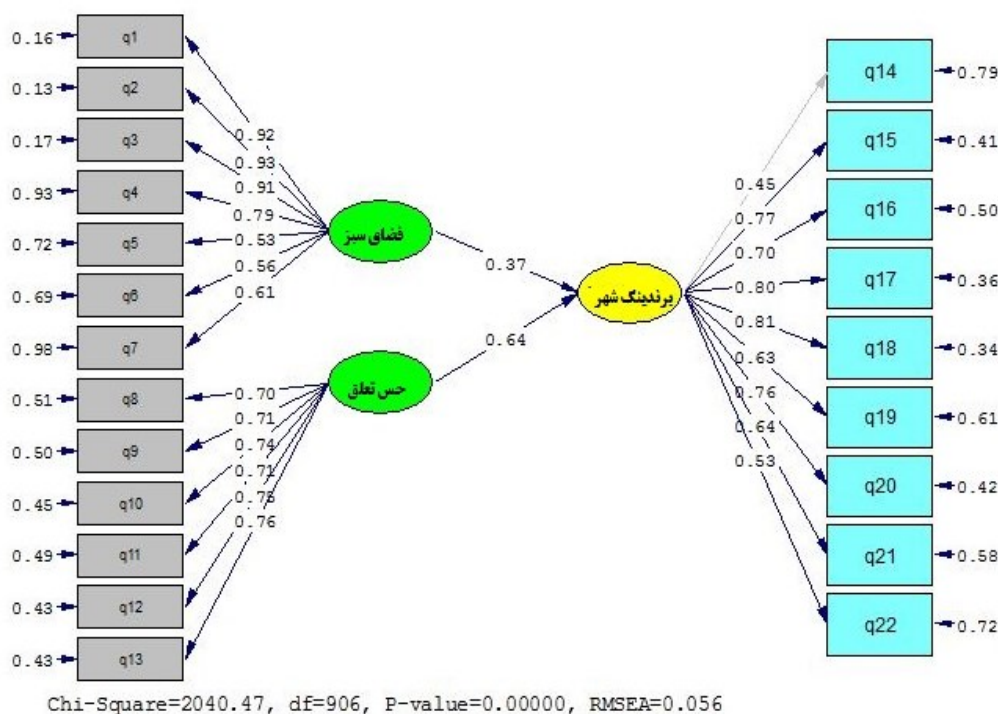 0.16
q1
0.13
q2
0.17
q3
0.93
q4
0.72
q5
0.69
q6
0.98
q7
0.51
q8
0.50
q9
0.45
q10
0.49
q11
0.43
q12
0.43
q13
0.92
0.93
0.91
0.79
0.53
0.56
0.61
0.70
0.71
0.74
0.71
0.75
0.76
فضای سبز
حس تعلق
0.37
0.64
برندینگ شهر
0.45
0.77
0.70
0.80
0.81
0.63
0.76
0.64
0.53
q14
0.79
q15
0.41
q16
0.50
q17
0.36
q18
0.34
q19
0.61
q20
0.42
q21
0.58
q22
0.72
Chi-Square=2040.47, df=906, P-value=0.00000, RMSEA=0.056